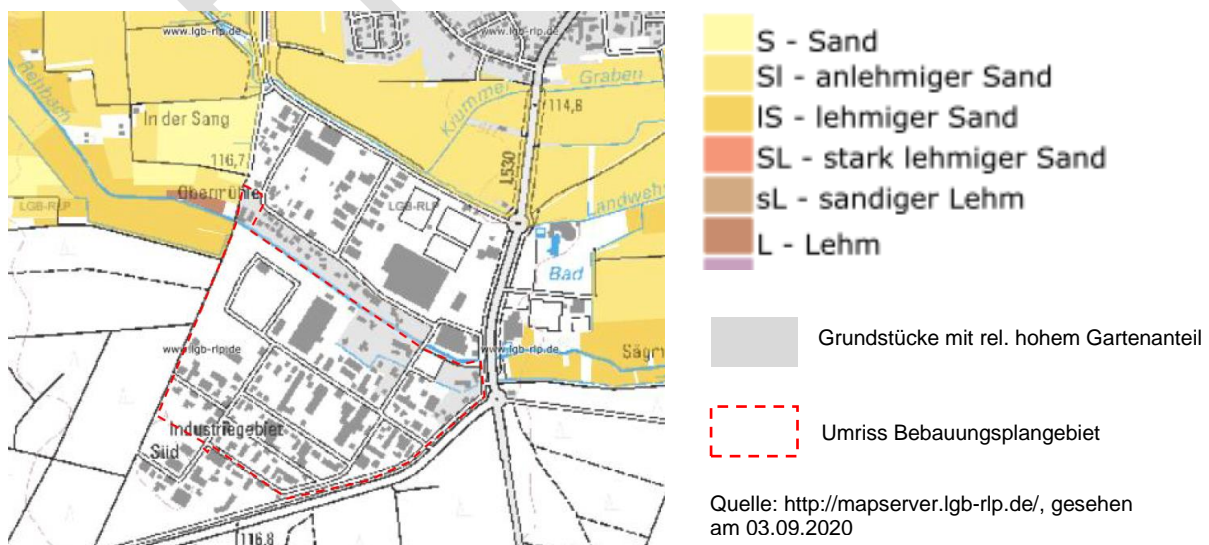 www.lgb-rlp.de
www.lgb-rlp.de
Rehbach
Graben
Krummer
114,8
In der Sang
L530
116,7
Obermühle
LGB-RLP
LGB-RLP
Landwehr
Bad
www.lgb-rlp.de
www.lgb-rlp.de
Industriegebiet
Süd
116,8
S - Sand
Sl - anlehmiger Sand
lS - lehmiger Sand
SL - stark lehmiger Sand
sL - sandiger Lehm
L - Lehm
Grundstücke mit rel. hohem Gartenanteil
Umriss Bebauungsplangebiet
Quelle: http://mapserver.lgb-rlp.de/, gesehen
am 03.09.2020